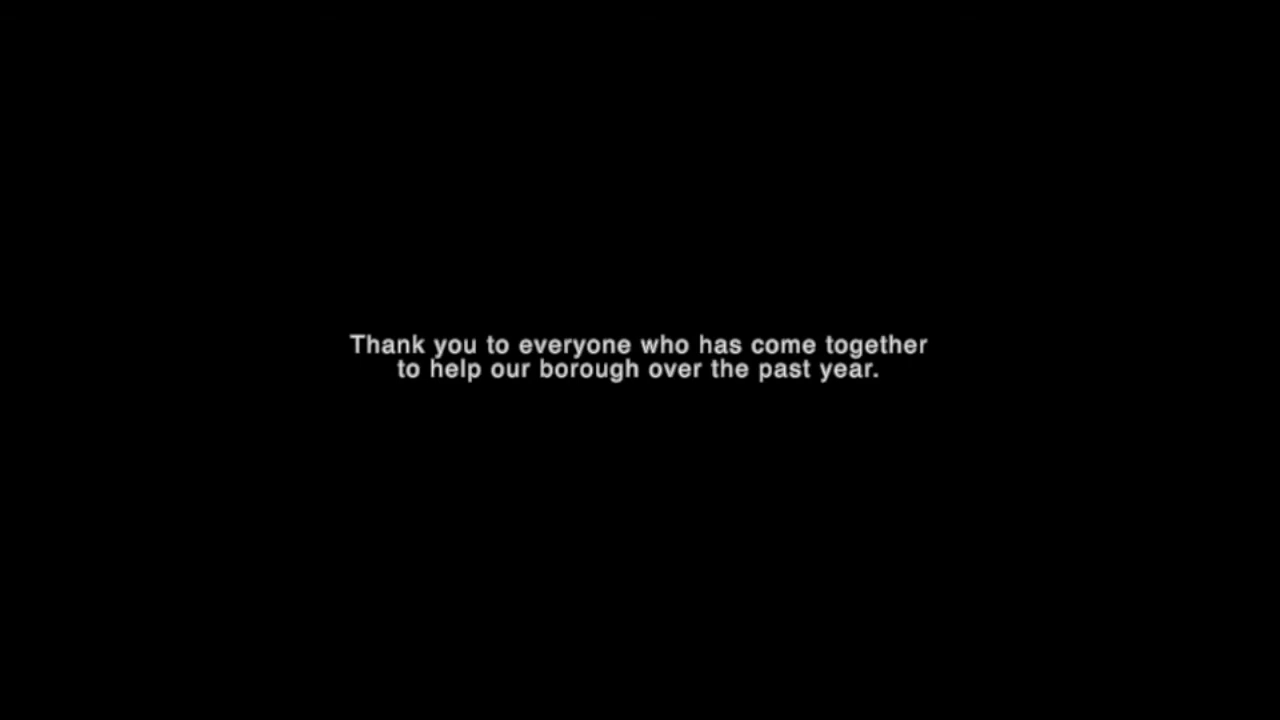 Thank you to everyone who has come together
to help our borough over the past year.